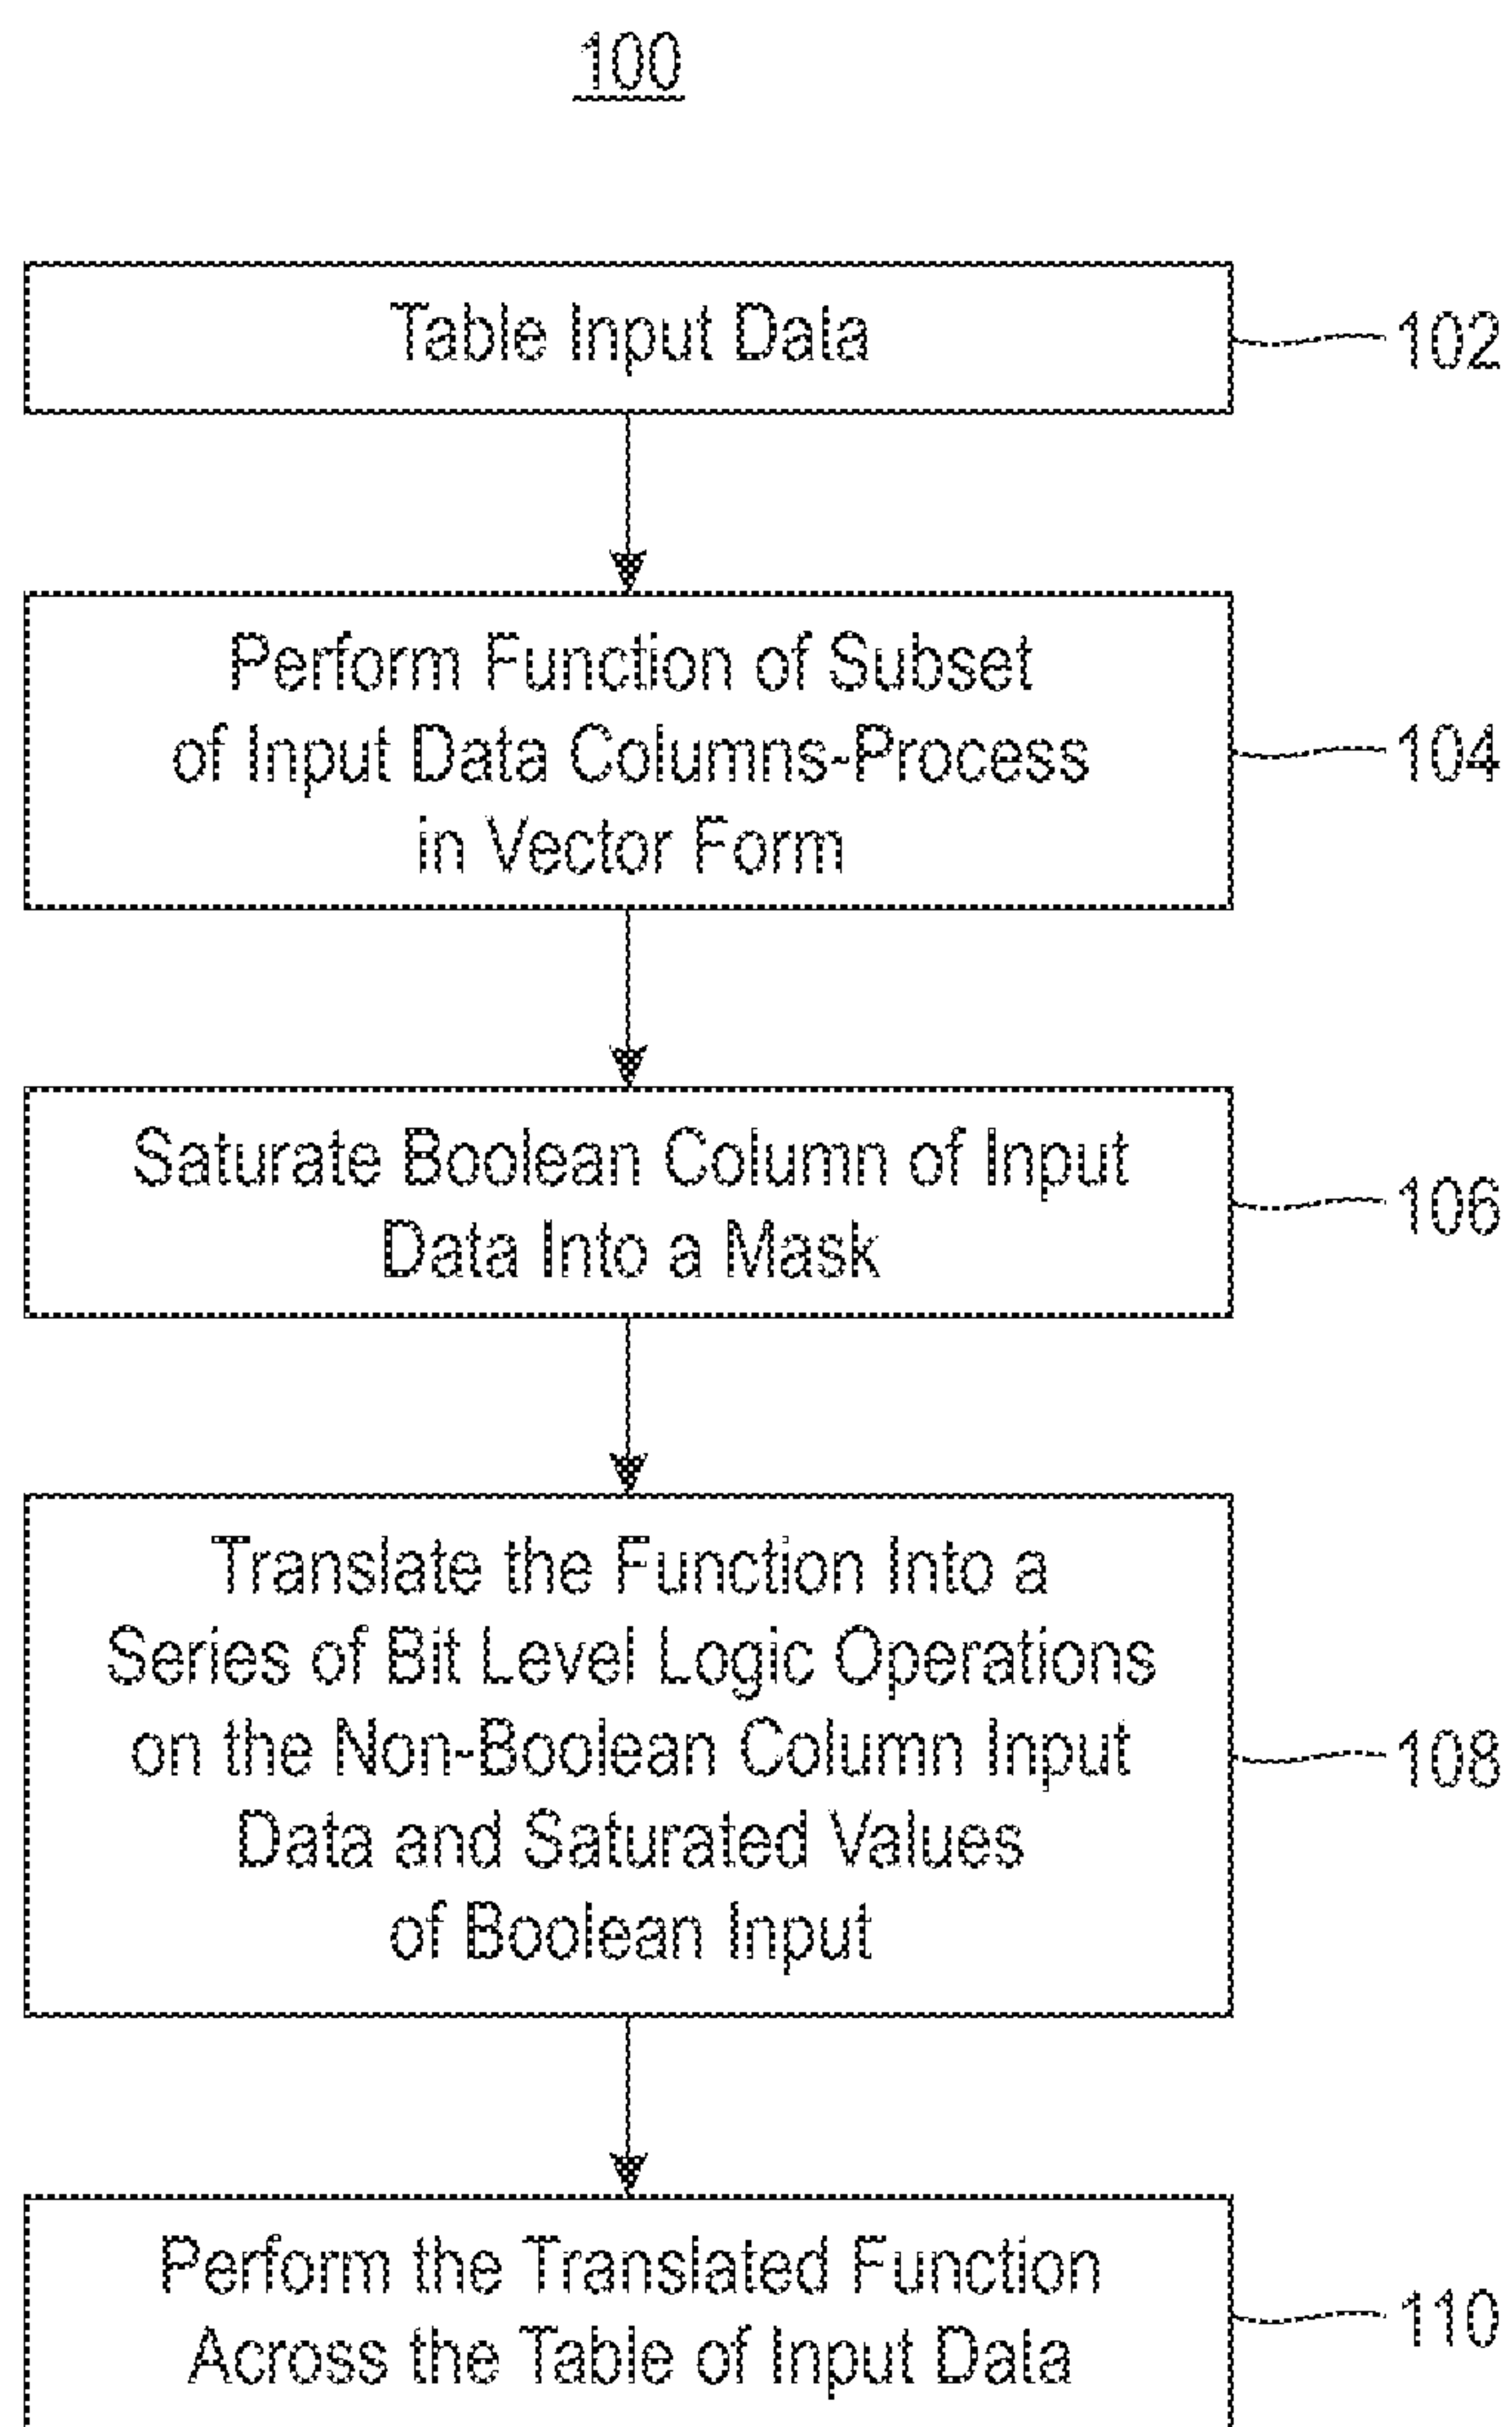 100
Table Input Data
102
Perform Function of Subset
of Input Data Columns-Process
in Vector Form
104
Saturate Boolean Column of Input
Data Into a Mask
106
Translate the Function Into a
Series of Bit Level Logic Operations
on the Non-Boolean Column Input
Data and Saturated Values
of Boolean Input
108
Perform the Translated Function
Across the Table of Input Data
110